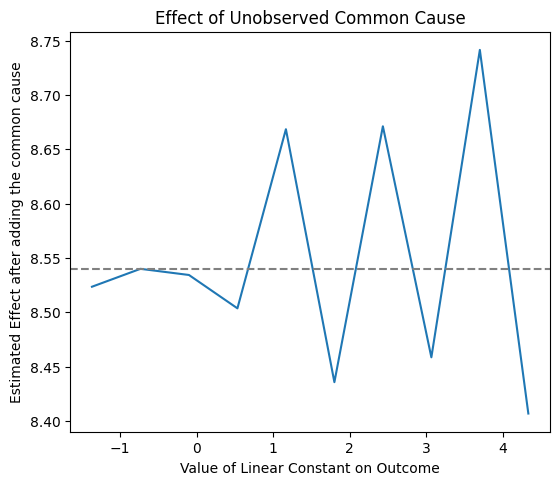 Effect of Unobserved Common Cause
Estimated Effect after adding the common cause
8.75
8.70
8.65
8.60
8.55
8.50
8.45
8.40
−1 0 1 2 3 4
Value of Linear Constant on Outcome